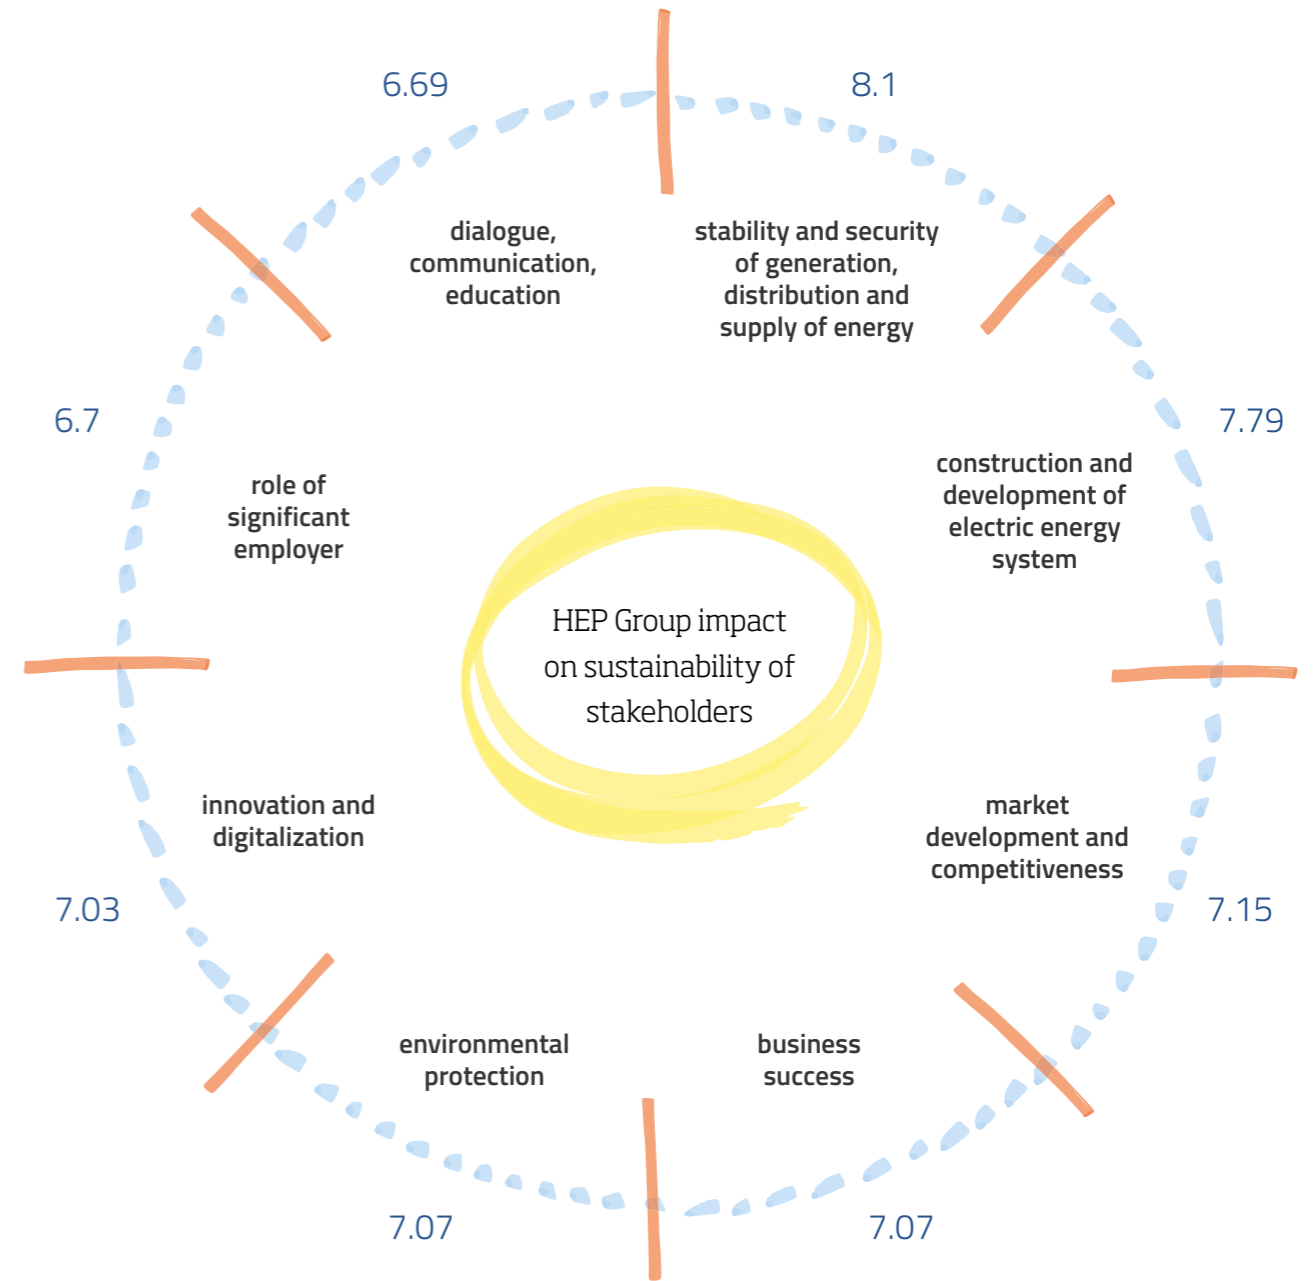 6.69
8.1
dialogue,
communication,
education
stability and security
of generation,
distribution and
supply of energy
6.7
7.79
role of
significant
employer
construction and
development of
electric energy
system
HEP Group impact
on sustainability of
stakeholders
innovation and
digitalization
market
development and
competitiveness
7.03
7.15
environmental
protection
business
success
7.07
7.07